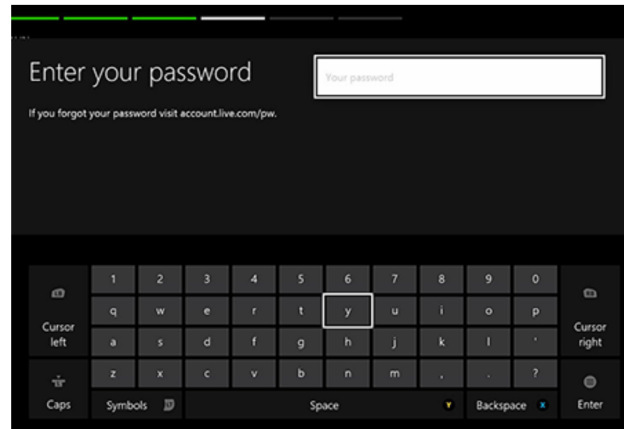 Enter your password
Your password
If you forgot your password visit account.live.com/pw.
1 2 3 4 5 6 7 8 9 0
q w e r t y u i o p
Cursor left
Cursor right
a s d f g h j k l '
z x c v b n m , . ?
Caps Symbols Space Y Backspace X Enter